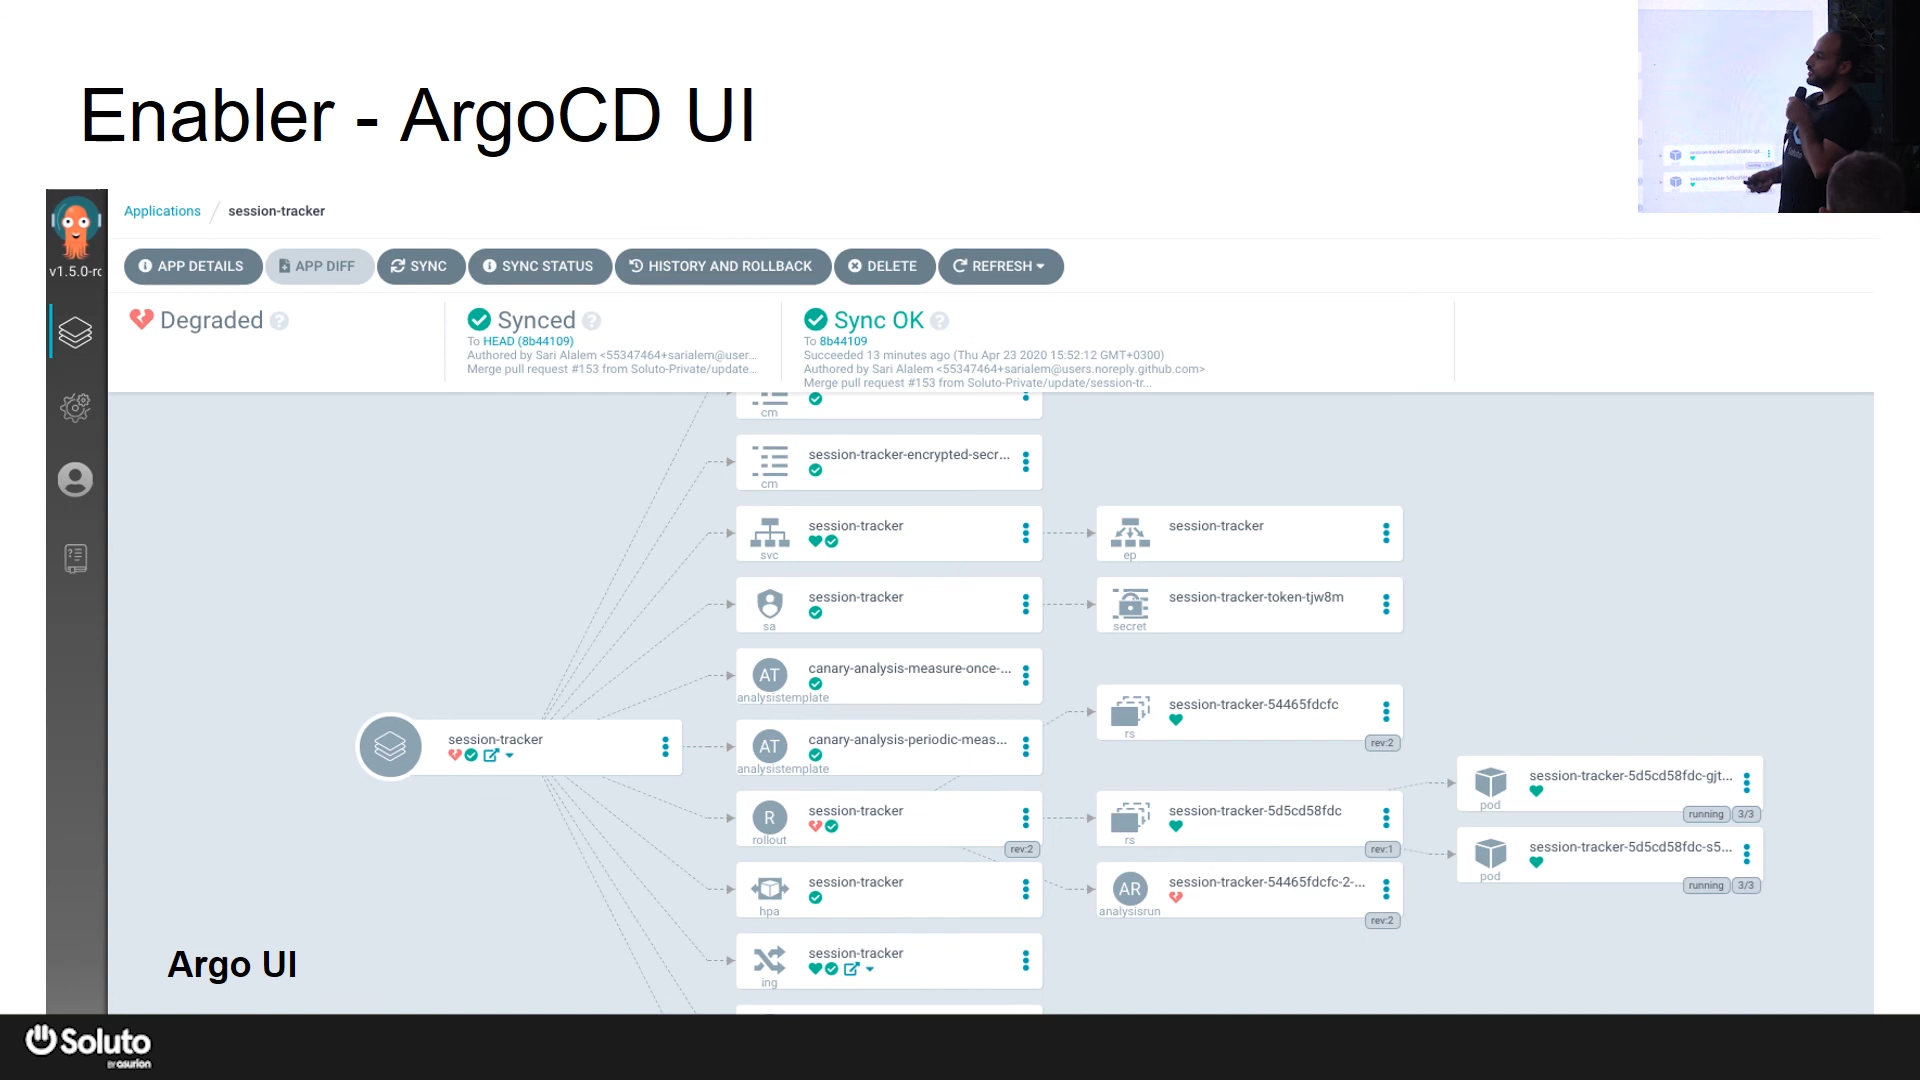 Enabler - ArgoCD UI
Applications / session-tracker
v1.5.0-rc
APP DETAILS
APP DIFF
SYNC
SYNC STATUS
HISTORY AND ROLLBACK
DELETE
REFRESH
Degraded
Synced
To HEAD (8b44109)
Authored by Sari Alalem <55347464+sarialem@user...
Merge pull request #153 from Soluto-Private/update...
Sync OK
To 8b44109
Succeeded 13 minutes ago (Thu Apr 23 2020 15:52:12 GMT+0300)
Authored by Sari Alalem <55347464+sarialem@users.noreply.github.com>
Merge pull request #153 from Soluto-Private/update/session-tr...
cm
session-tracker-encrypted-secr...
cm
session-tracker
svc
session-tracker
ep
session-tracker
sa
session-tracker-token-tjw8m
secret
AT
canary-analysis-measure-once-...
analysistemplate
session-tracker-54465fdcfc
rs
rev:2
session-tracker
AT
canary-analysis-periodic-meas...
analysistemplate
session-tracker-5d5cd58fdc-gjt...
pod
running 3/3
R
session-tracker
rollout
rev:2
session-tracker-5d5cd58fdc
rs
rev:1
session-tracker-5d5cd58fdc-s5...
pod
running 3/3
session-tracker
hpa
AR
session-tracker-54465fdcfc-2-...
analysisrun
rev:2
session-tracker
ing
Argo UI
Soluto
BY asurion